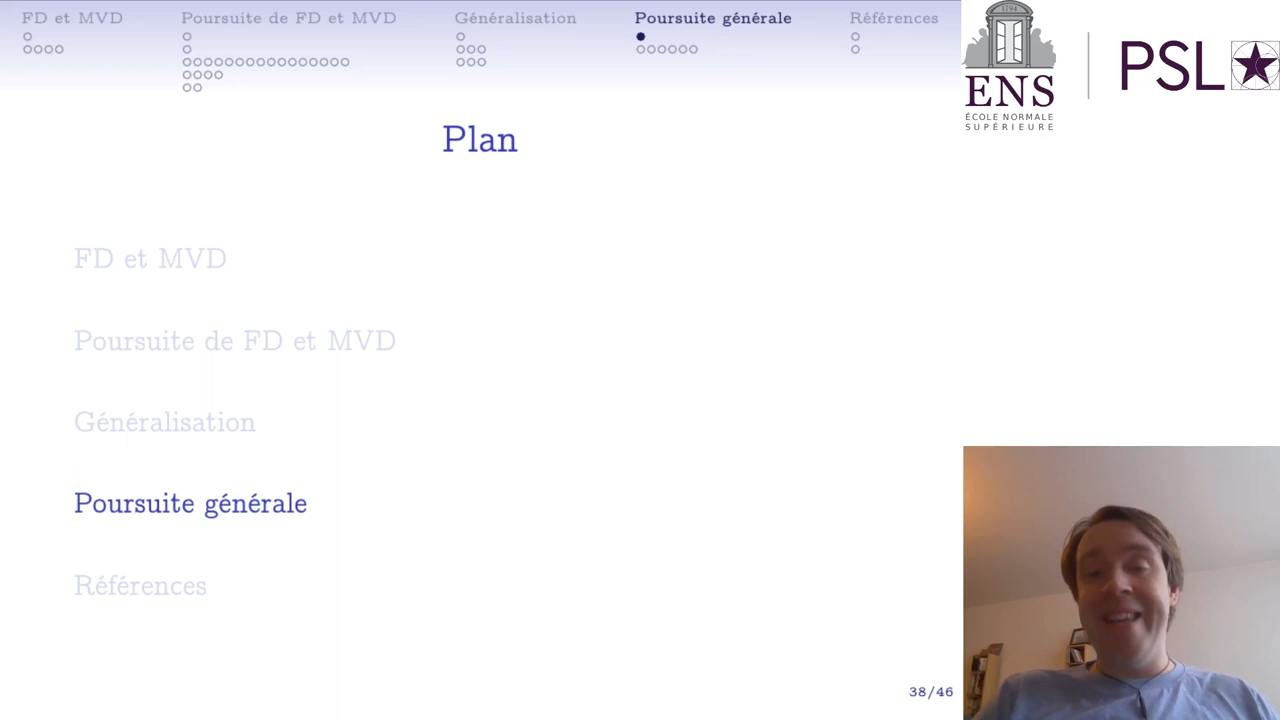 FD et MVD
Poursuite de FD et MVD
Généralisation
Poursuite générale
Références
1794
ENS
ÉCOLE NORMALE
SUPÉRIEURE
PSL
Plan
FD et MVD
Poursuite de FD et MVD
Généralisation
Poursuite générale
Références
38/46